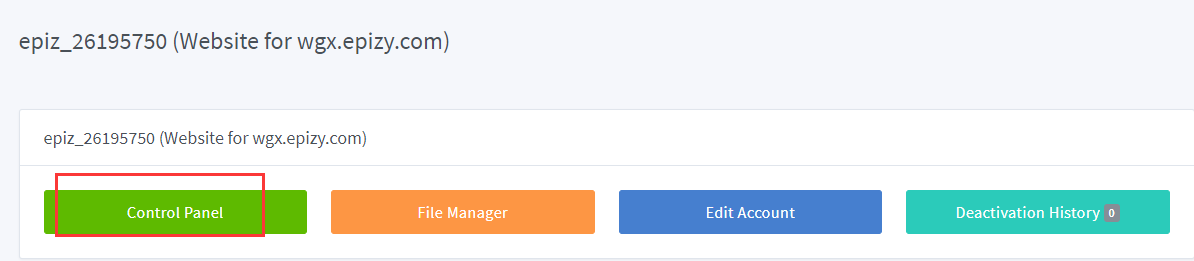 epiz_26195750 (Website for wgx.epizy.com)
epiz_26195750 (Website for wgx.epizy.com)
Control Panel File Manager Edit Account Deactivation History 0